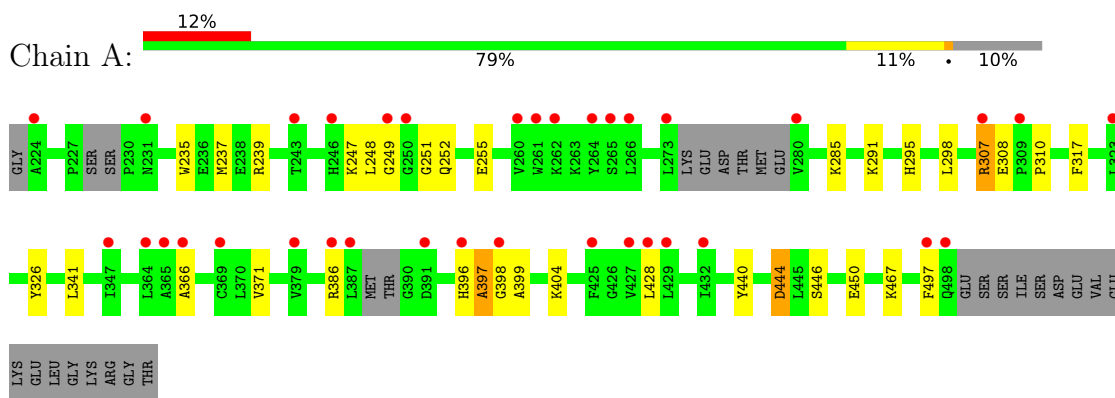 12%
Chain A:
79% 11% • 10%
GLY A224 P227 SER SER P230 N231 W235 E236 M237 E238 R239 T243 H246 K247 L248 G249 G250 G251 Q252 E255 V260 W261 K262 K263 Y264 S265 L266 L273 LYS GLU ASP THR MET GLU V280 K285 K291 H295 L298 R307 E308 P309 P310 F317 L323
Y326 L341 I347 L364 A365 A366 C369 L370 V371 V379 R386 L387 MET THR G390 D391 H396 A397 G398 A399 K404 F425 G426 V427 L428 L429 I432 Y440 D444 L445 S446 E450 K467 F497 Q498 GLU SER SER ILE SER ASP GLU VAL GLU
LYS GLU LEU GLY LYS ARG GLY THR